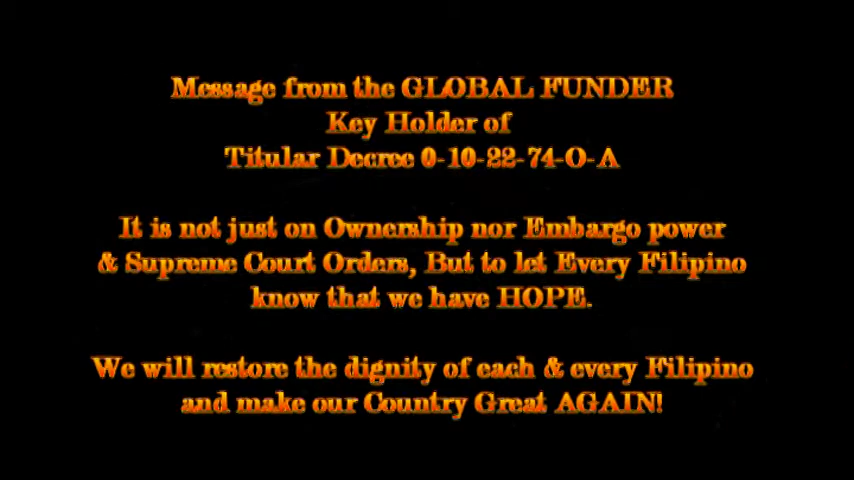 Message from the GLOBAL FUNDER
Key Holder of
Titular Decree 0-10-22-74-O-A
It is not just on Ownership nor Embargo power
& Supreme Court Orders, But to let Every Filipino
know that we have HOPE.
We will restore the dignity of each & every Filipino
and make our Country Great AGAIN!